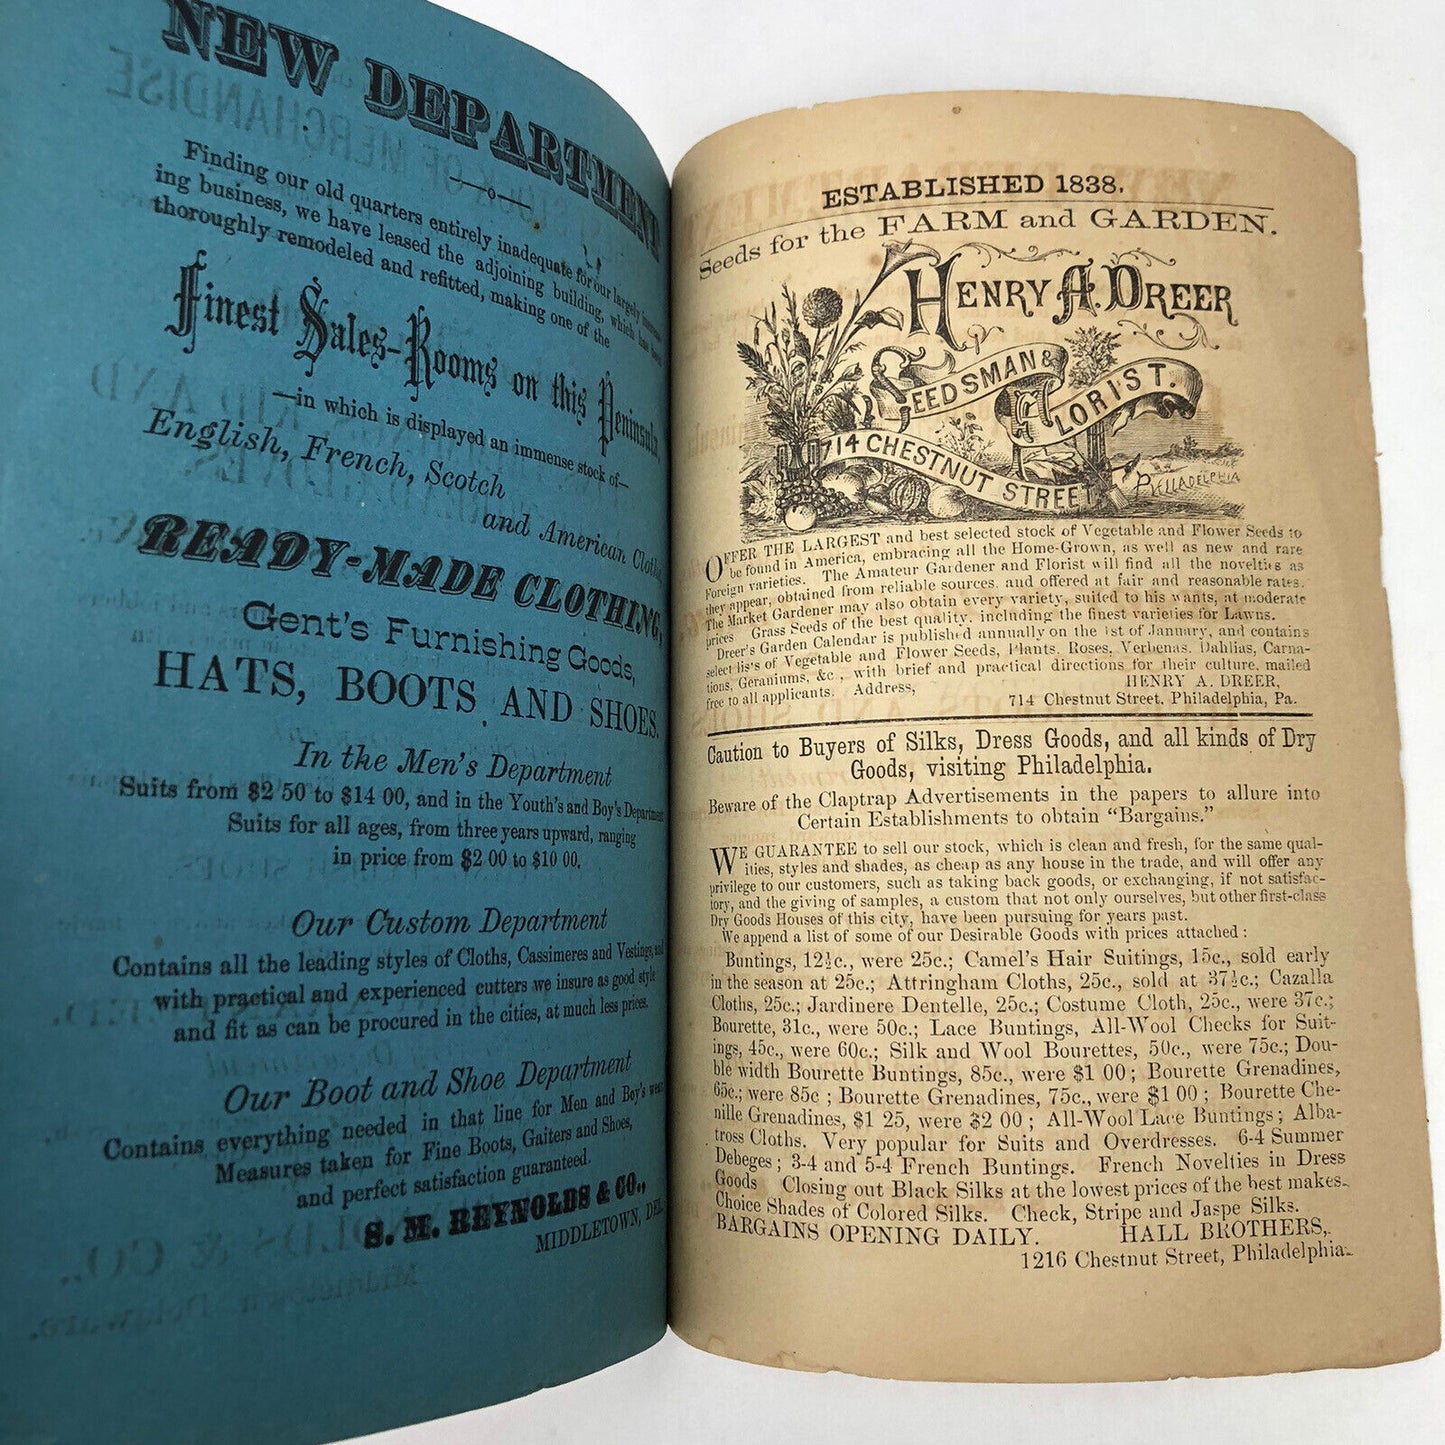 NEW DEPARTMENT
—o—
Finding our old quarters entirely inadequate for our largely
ing business, we have leased the adjoining building, which has been
thoroughly remodeled and refitted, making one of the
Finest Sales-Rooms on this Peninsula,
—in which is displayed an immense stock of—
English, French, Scotch
and American
READY-MADE CLOTHING,
Gent's Furnishing Goods,
HATS, BOOTS AND SHOES.
In the Men's Department
Suits from $2 50 to $14 00, and in the Youth's and Boy's Department
Suits for all ages, from three years upward, ranging
in price from $2 00 to $10 00.
Our Custom Department
Contains all the leading styles of Cloths, Cassimeres and Vestings, and
with practical and experienced cutters we insure as good style
and fit as can be procured in the cities, at much less prices.
Our Boot and Shoe Department
Contains everything needed in that line for Men and Boy's wear
Measures taken for Fine Boots, Gaiters and Shoes,
and perfect satisfaction guaranteed.
S. M. REYNOLDS & CO.,
MIDDLETOWN, DEL.
ESTABLISHED 1838.
Seeds for the FARM and GARDEN.
HENRY A. DREER
SEEDSMAN &
FLORIST.
714 CHESTNUT STREET
PHILADELPHIA
OFFER THE LARGEST and best selected stock of Vegetable and Flower Seeds to
be found in America, embracing all the Home-Grown, as well as new and rare
Foreign varieties. The Amateur Gardener and Florist will find all the novelties as
they appear, obtained from reliable sources. and offered at fair and reasonable rates.
The Market Gardener may also obtain every variety, suited to his wants, at moderate
prices Grass Seeds of the best quality. including the finest varieties for Lawns.
Dreer's Garden Calendar is published annually on the 1st of January, and contains
select lists of Vegetable and Flower Seeds, Plants, Roses, Verbenas, Dahlias, Carna-
tions, Geraniums, &c., with brief and practical directions for their culture, mailed
free to all applicants. Address, HENRY A. DREER,
714 Chestnut Street, Philadelphia, Pa.
Caution to Buyers of Silks, Dress Goods, and all kinds of Dry
Goods, visiting Philadelphia.
Beware of the Claptrap Advertisements in the papers to allure into
Certain Establishments to obtain "Bargains."
WE GUARANTEE to sell our stock, which is clean and fresh, for the same qual-
ities, styles and shades, as cheap as any house in the trade, and will offer any
privilege to our customers, such as taking back goods, or exchanging, if not satisfac-
tory, and the giving of samples, a custom that not only ourselves, but other first-class
Dry Goods Houses of this city, have been pursuing for years past.
We append a list of some of our Desirable Goods with prices attached:
Buntings, 12½c., were 25c.; Camel's Hair Suitings, 15c., sold early
in the season at 25c.; Attringham Cloths, 25c., sold at 37½c.; Cazalla
Cloths, 25c.; Jardinere Dentelle, 25c.; Costume Cloth, 25c., were 37c.;
Bourette, 31c., were 50c.; Lace Buntings, All-Wool Checks for Suit-
ings, 45c., were 60c.; Silk and Wool Bourettes, 50c., were 75c.; Dou-
ble width Bourette Buntings, 85c., were $1 00; Bourette Grenadines,
65c.; were 85c; Bourette Grenadines, 75c., were $1 00; Bourette Che-
nille Grenadines, $1 25, were $2 00; All-Wool Lace Buntings; Alba-
tross Cloths. Very popular for Suits and Overdresses. 6-4 Summer
Debeges; 3-4 and 5-4 French Buntings. French Novelties in Dress
Goods Closing out Black Silks at the lowest prices of the best makes.
Choice Shades of Colored Silks. Check, Stripe and Jaspe Silks.
BARGAINS OPENING DAILY. HALL BROTHERS,
1216 Chestnut Street, Philadelphia.